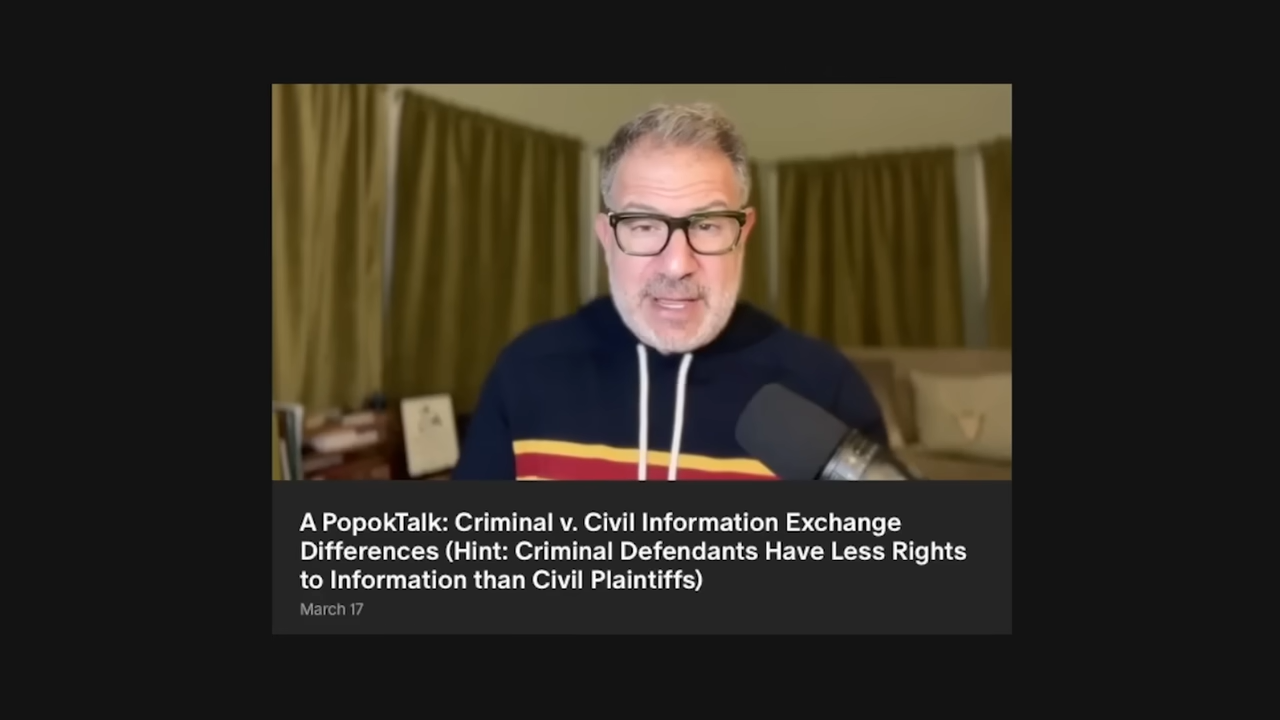 A PopokTalk: Criminal v. Civil Information Exchange
Differences (Hint: Criminal Defendants Have Less Rights
to Information than Civil Plaintiffs)
March 17